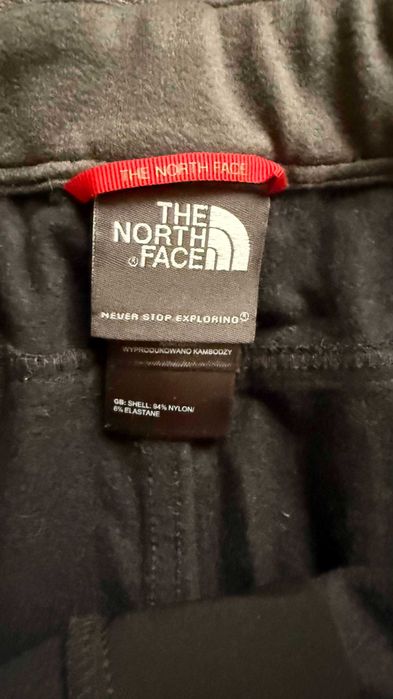 THE NORTH FACE
THE
NORTH
FACE
®
NEVER STOP EXPLORING®
WYPRODUKOWANO KAMBODZY
GB: SHELL: 94% NYLON/
6% ELASTANE